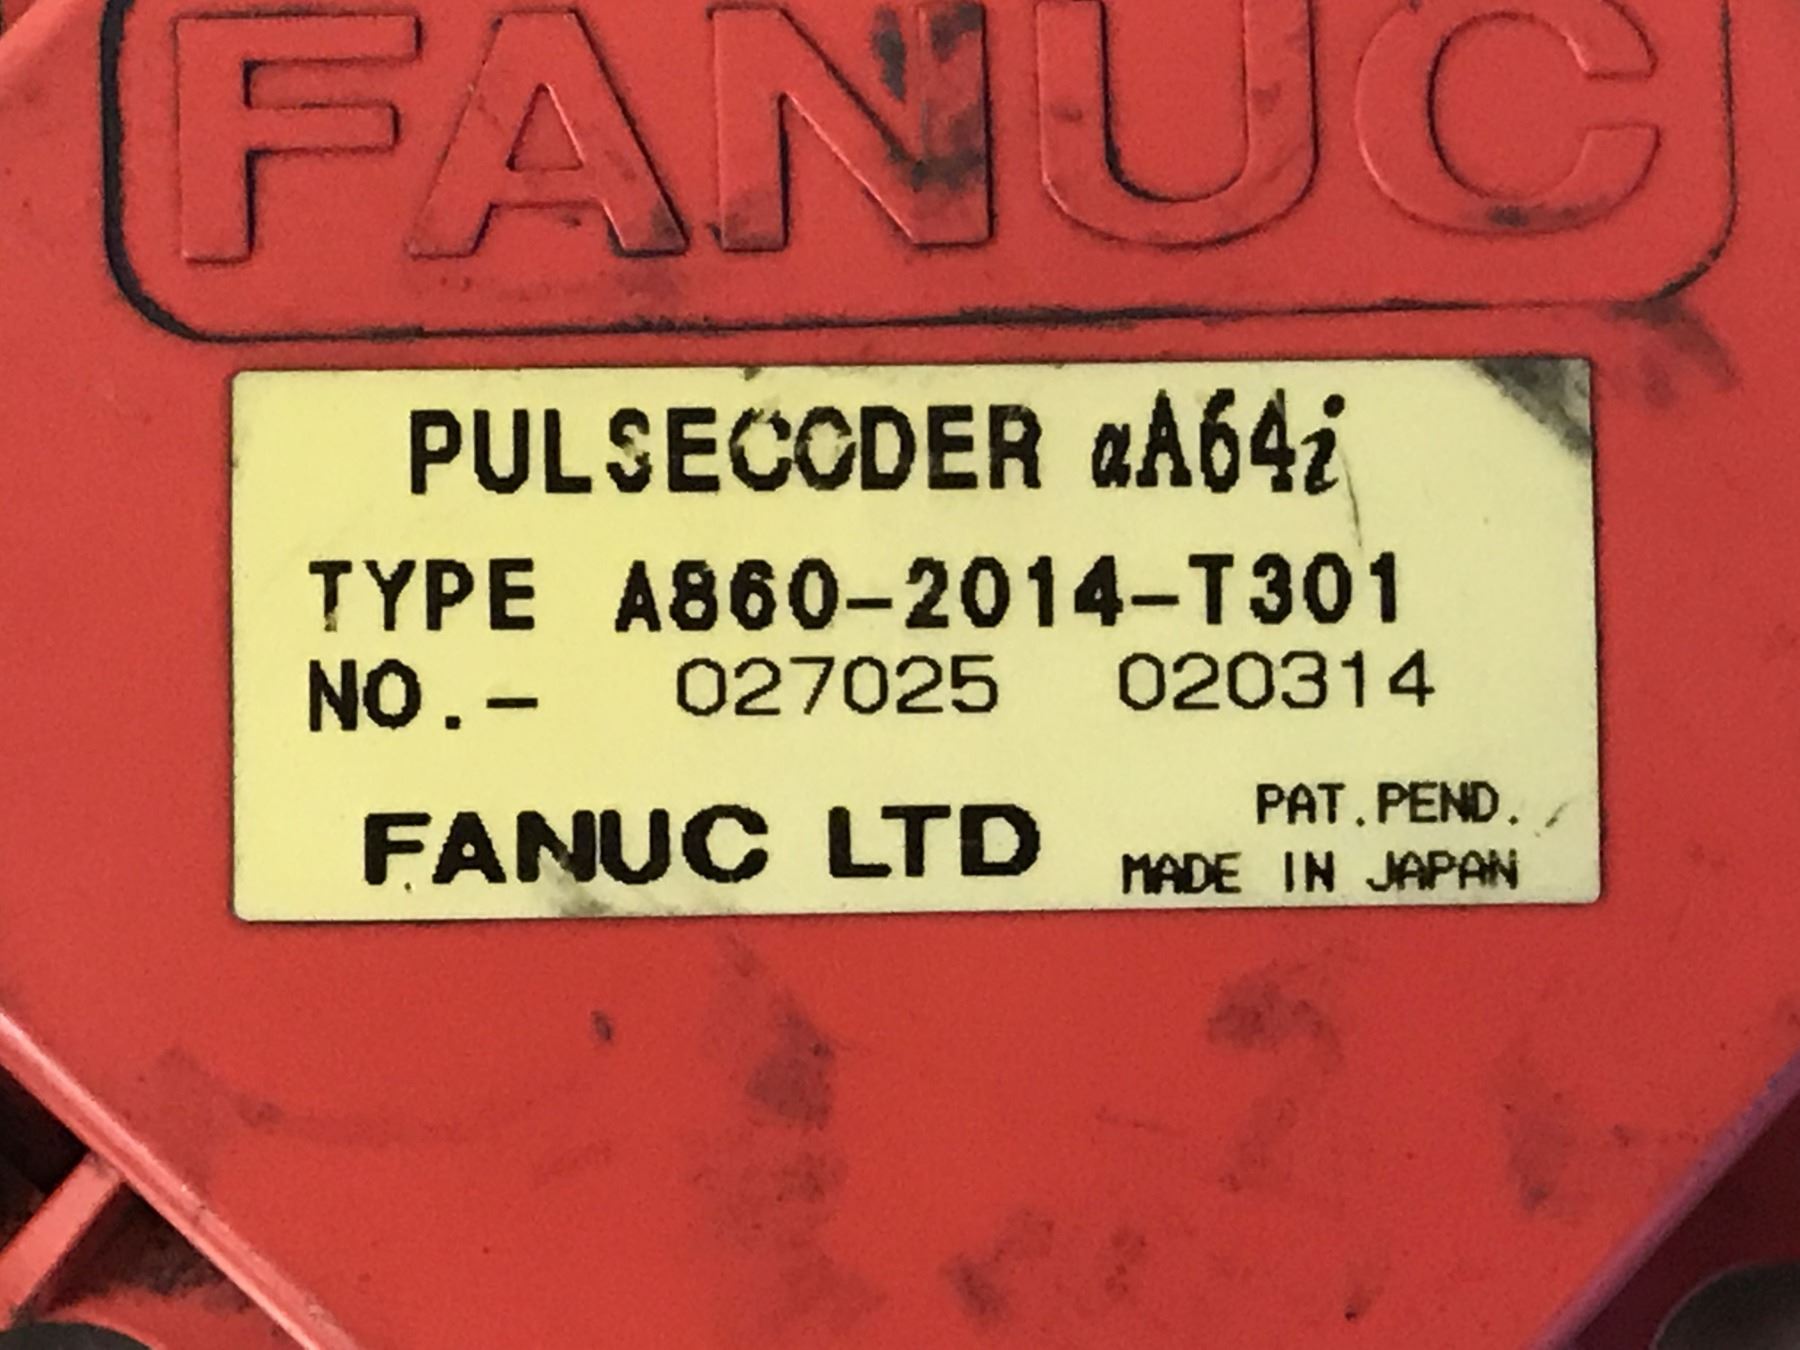 FANUC
PULSECODER αA64i
TYPE A860-2014-T301
NO.- 027025 020314
FANUC LTD
PAT.PEND.
MADE IN JAPAN